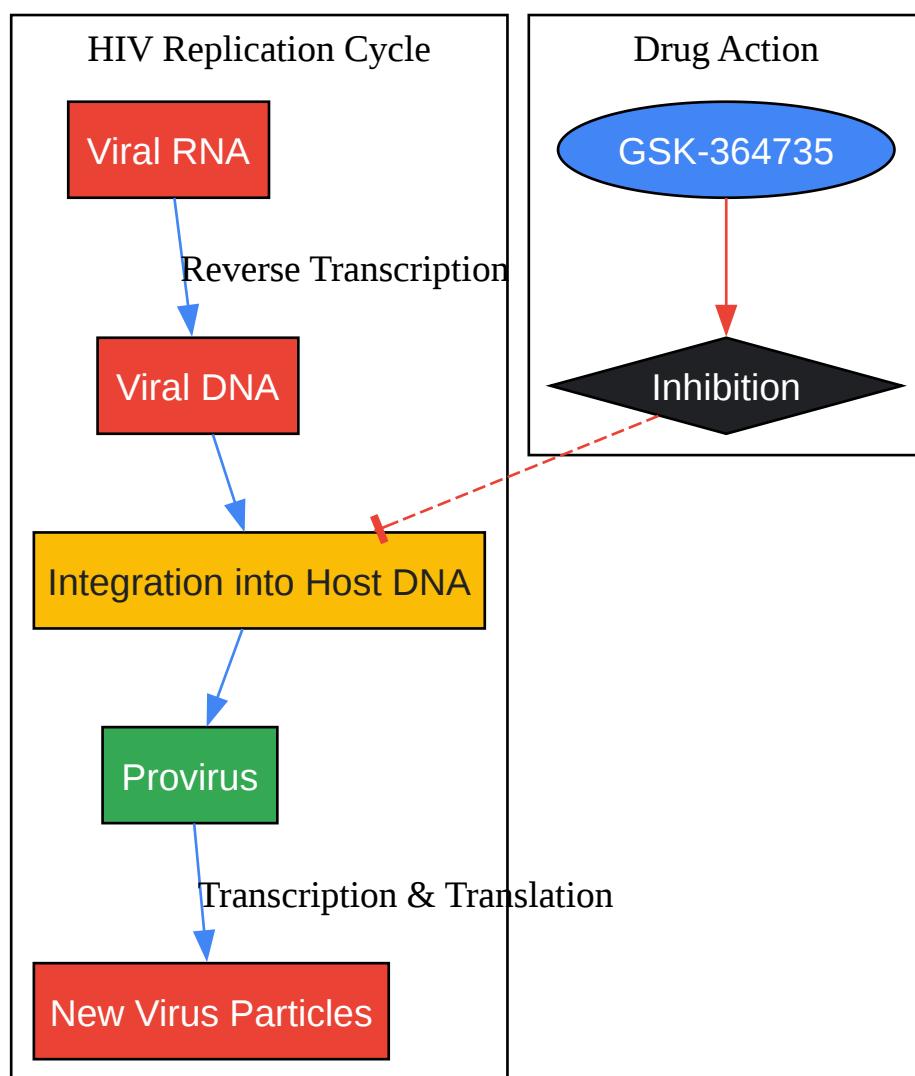 HIV Replication Cycle
Viral RNA
Reverse Transcription
Viral DNA
Integration into Host DNA
Provirus
Transcription & Translation
New Virus Particles
Drug Action
GSK-364735
Inhibition